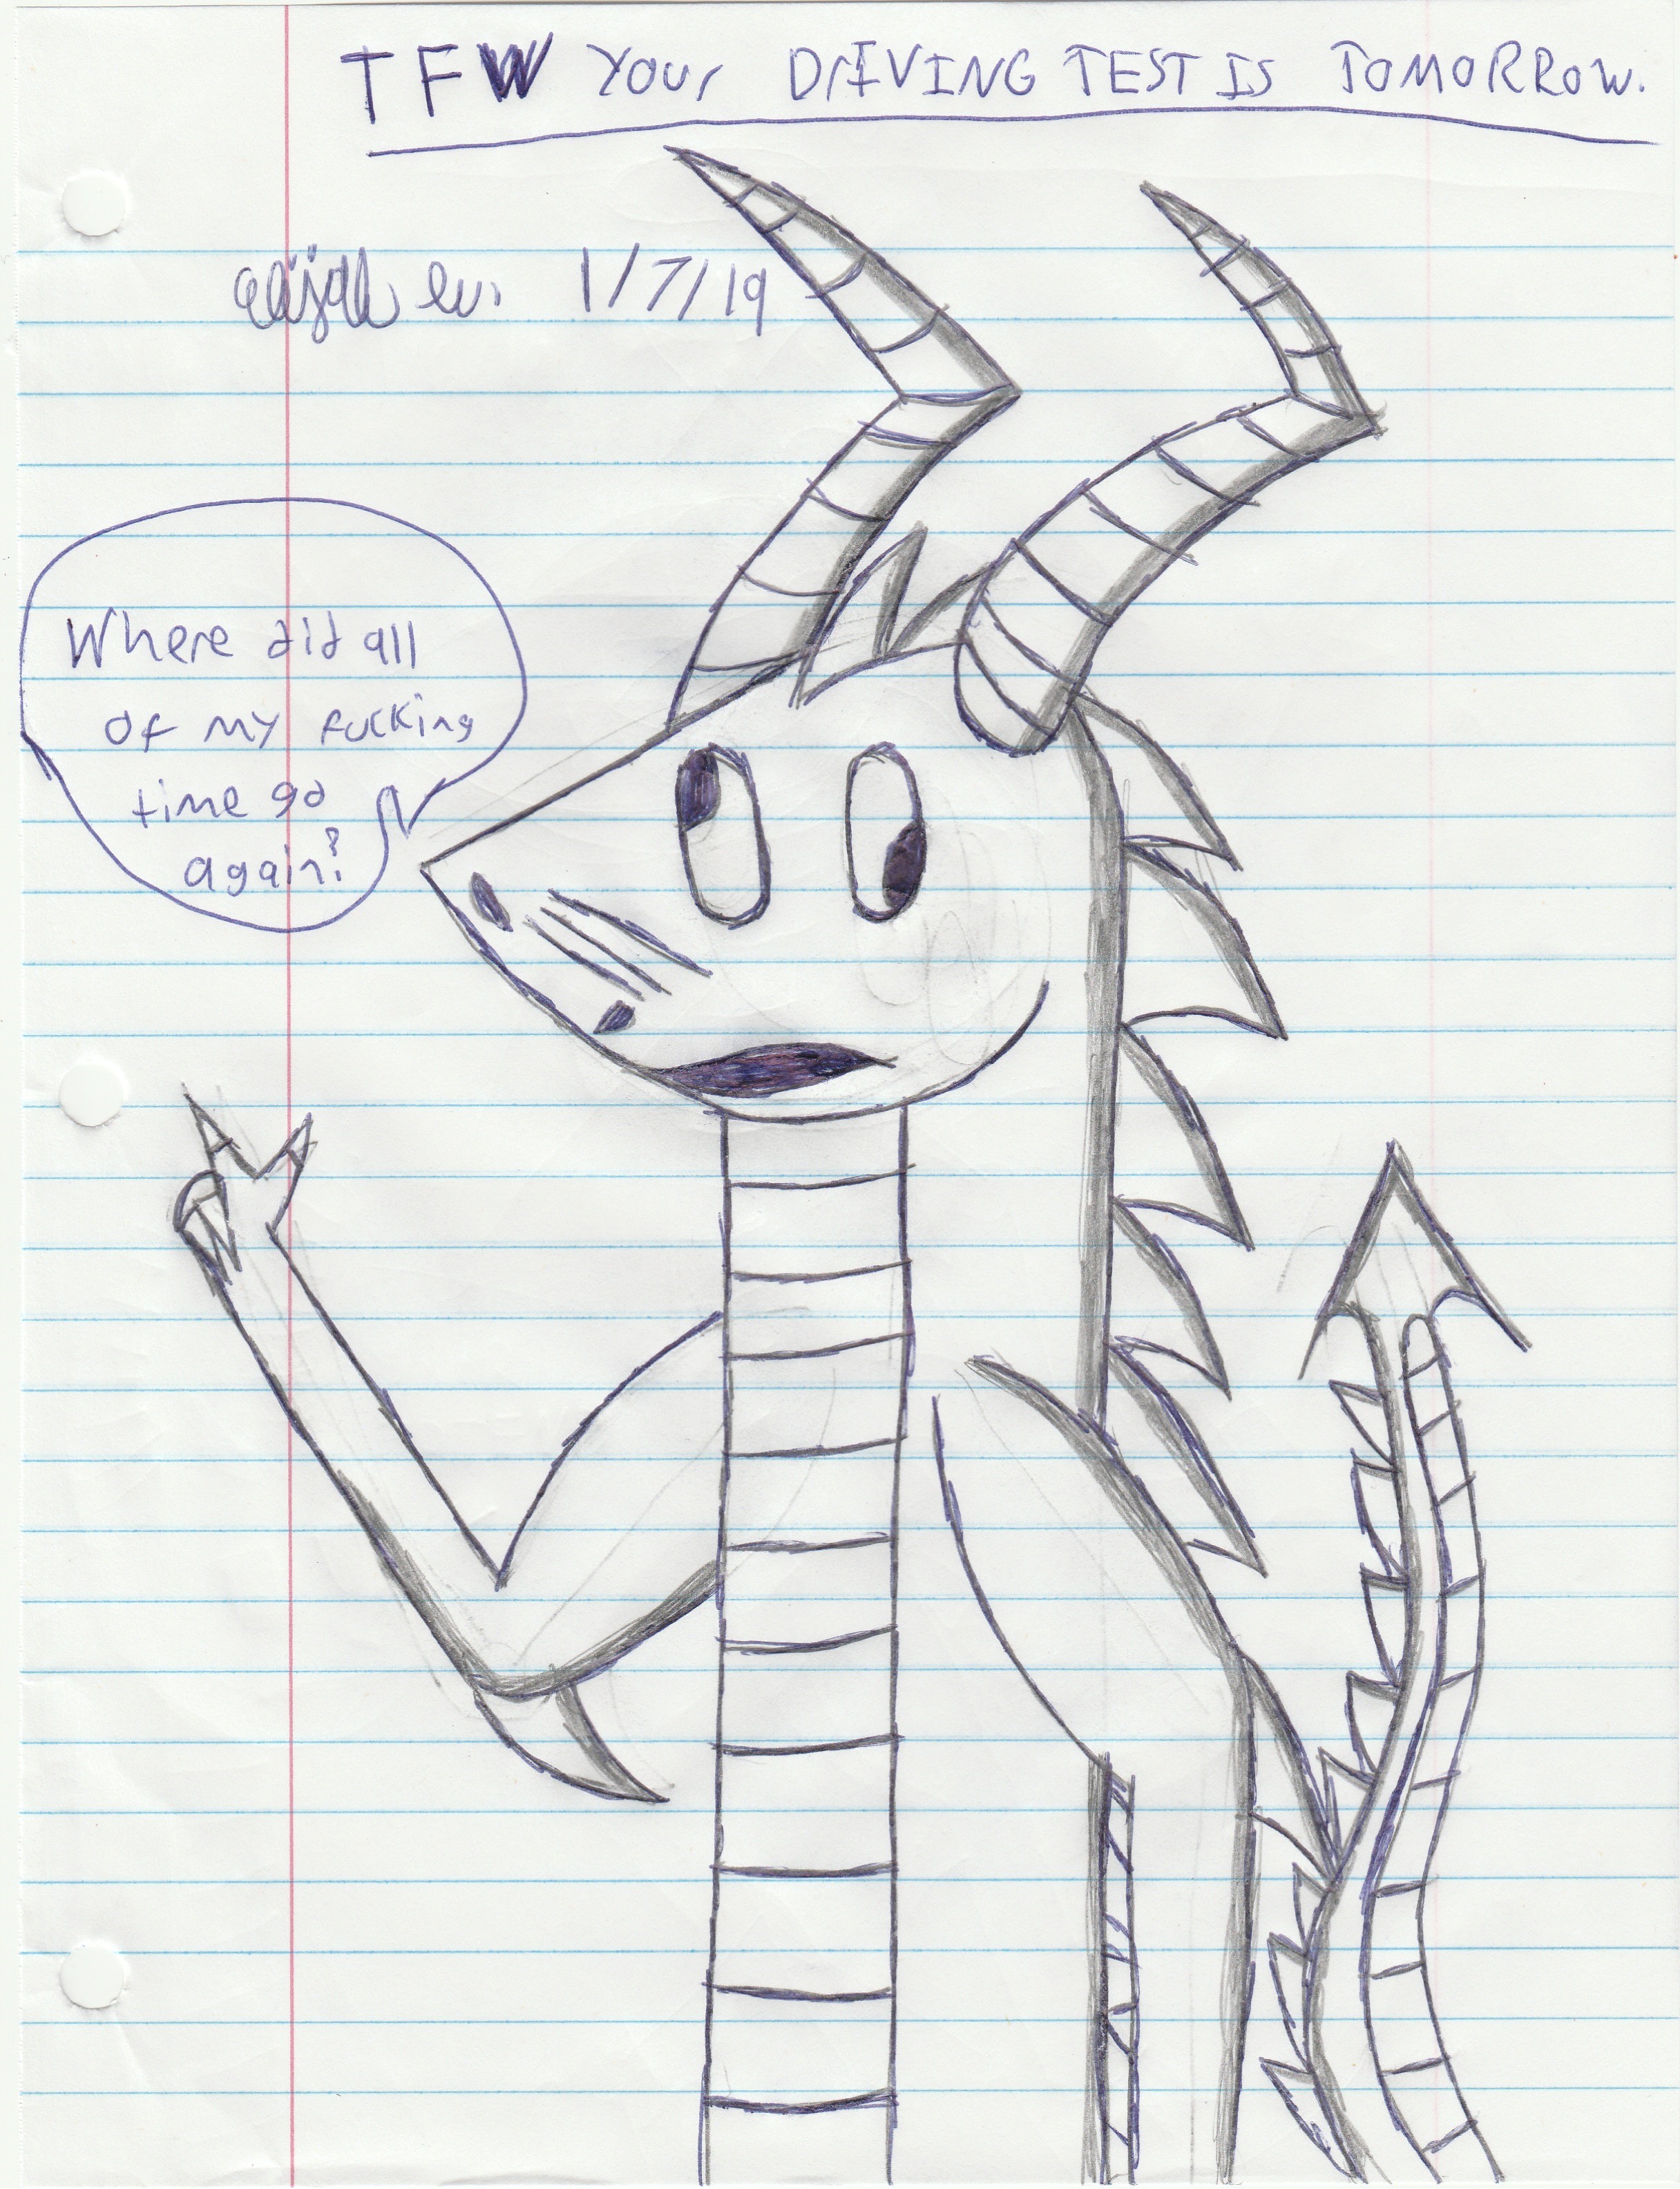 TFW YOUr DrIVING TEST IS TOMORROW.
elijah 1/7/19
Where did all
of my fucking
time go
again?